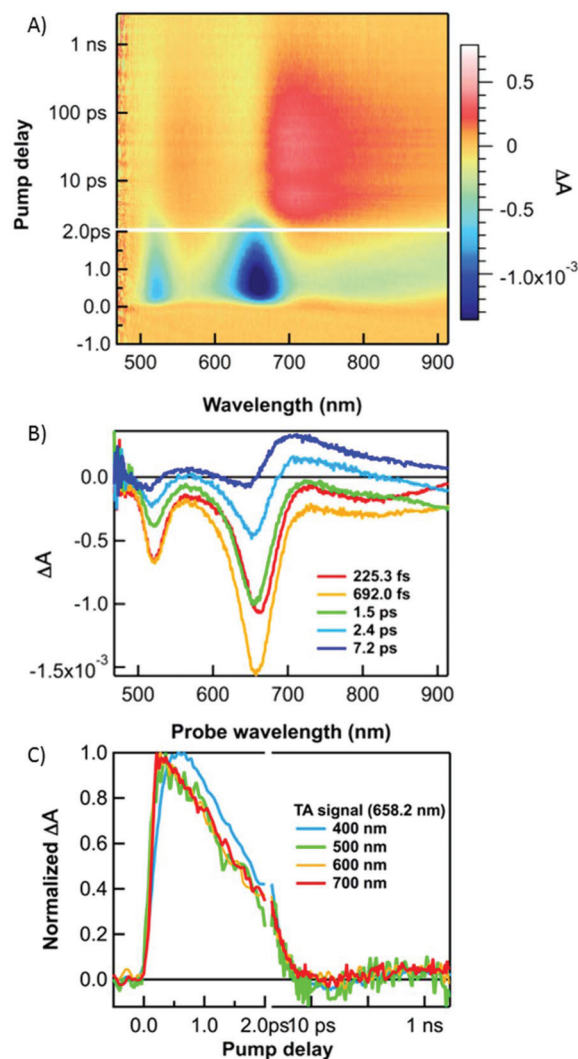 A)
1 ns
100 ps
10 ps
2.0ps
1.0
0.0
-1.0
Pump delay
500 600 700 800 900
Wavelength (nm)
0.5
0
-0.5
-1.0x10⁻³
ΔA
B)
0.0
-0.5
-1.0
-1.5x10⁻³
ΔA
225.3 fs
692.0 fs
1.5 ps
2.4 ps
7.2 ps
500 600 700 800 900
Probe wavelength (nm)
C)
1.0
0.8
0.6
0.4
0.2
0.0
Normalized ΔA
TA signal (658.2 nm)
400 nm
500 nm
600 nm
700 nm
0.0 1.0 2.0ps 10 ps 1 ns
Pump delay